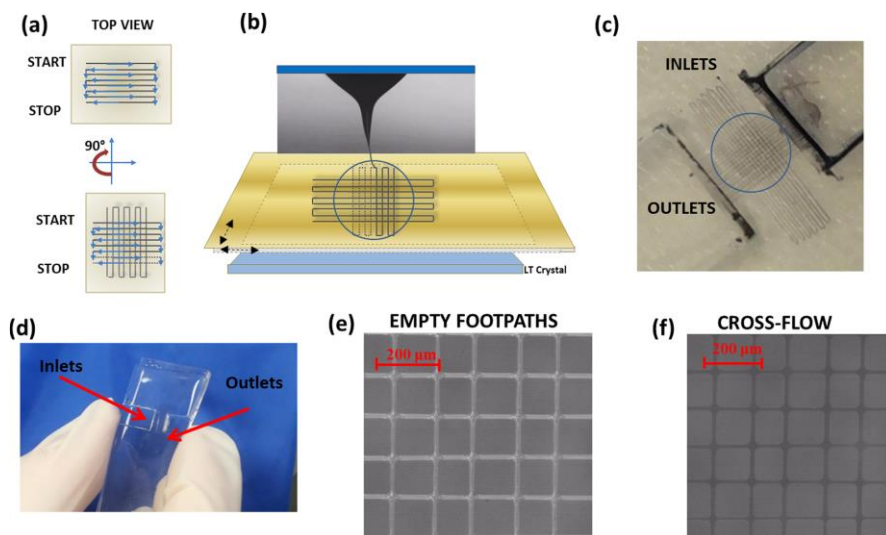 (a)
TOP VIEW
START
STOP
90°
START
STOP
(b)
LT Crystal
(c)
INLETS
OUTLETS
(d)
Inlets
Outlets
(e)
EMPTY FOOTPATHS
200 µm
(f)
CROSS-FLOW
200 µm